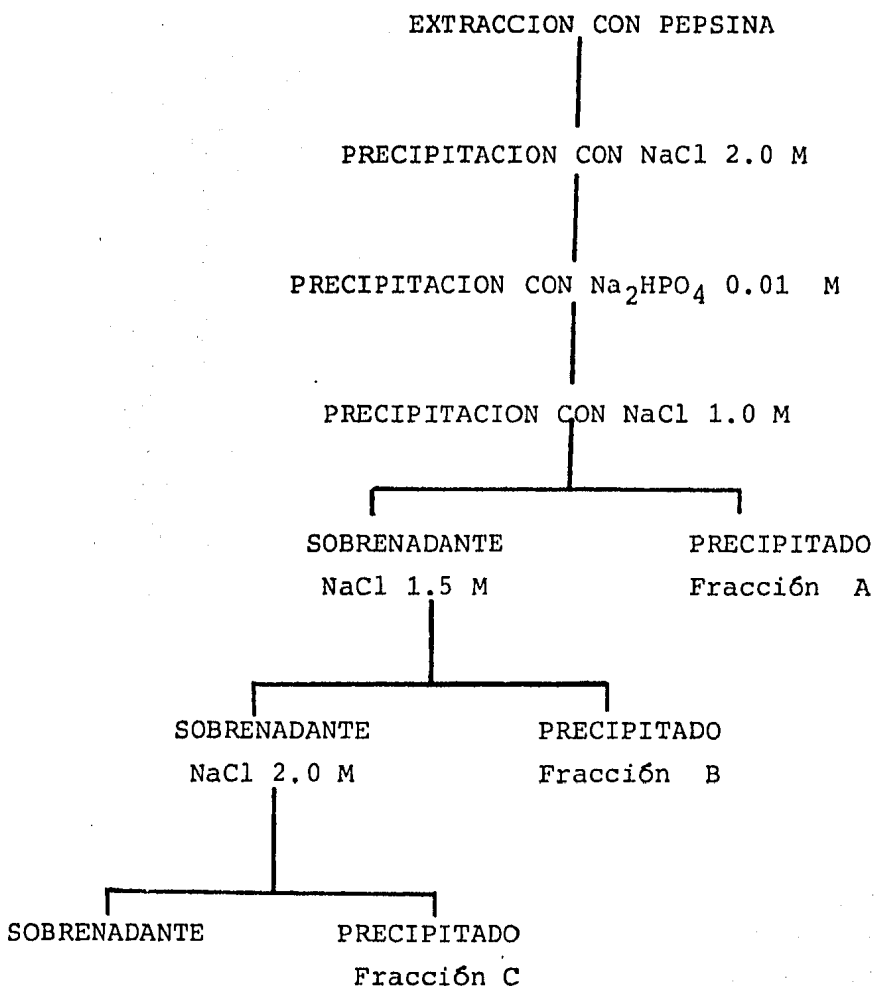 EXTRACCION CON PEPSINA
PRECIPITACION CON NaCl 2.0 M
PRECIPITACION CON Na₂HPO₄ 0.01 M
PRECIPITACION CON NaCl 1.0 M
SOBRENADANTE
NaCl 1.5 M
PRECIPITADO
Fracción A
SOBRENADANTE
NaCl 2.0 M
PRECIPITADO
Fracción B
SOBRENADANTE
PRECIPITADO
Fracción C